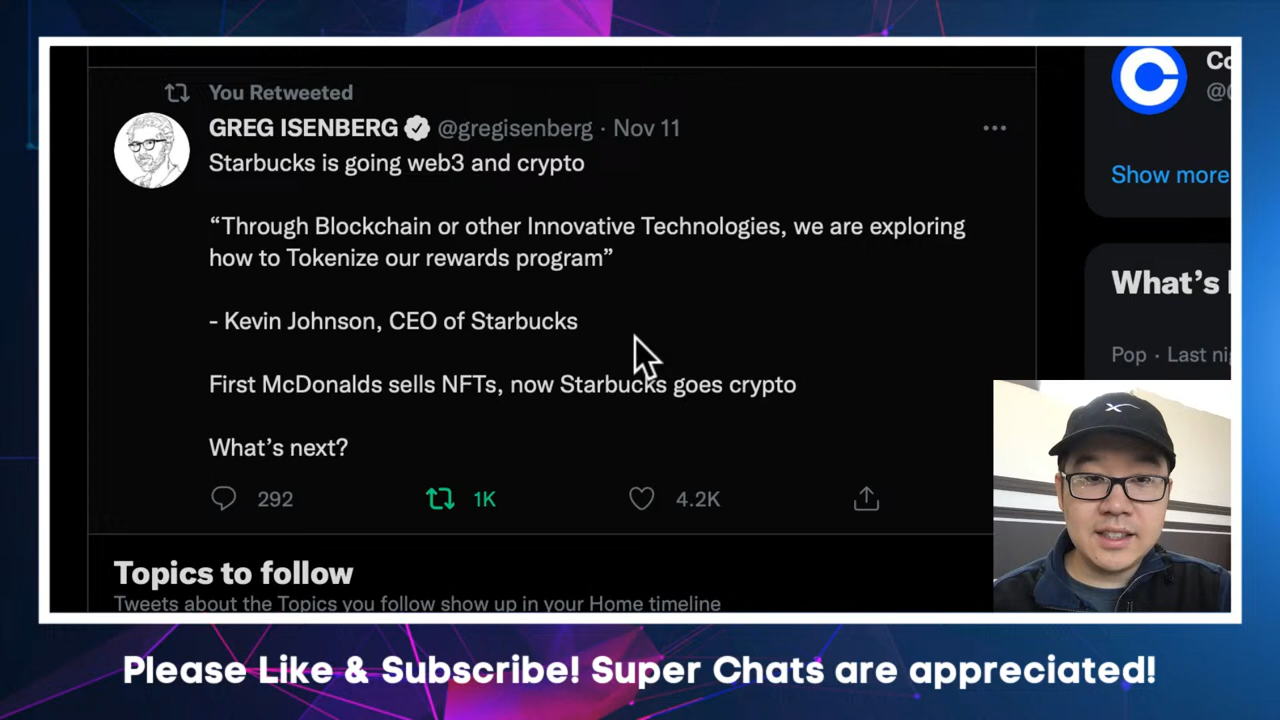 You Retweeted
GREG ISENBERG @gregisenberg · Nov 11
Starbucks is going web3 and crypto
“Through Blockchain or other Innovative Technologies, we are exploring
how to Tokenize our rewards program”
- Kevin Johnson, CEO of Starbucks
First McDonalds sells NFTs, now Starbucks goes crypto
What’s next?
292 1K 4.2K
Topics to follow
Tweets about the Topics you follow show up in your Home timeline
Show more
What’s
Pop · Last
Please Like & Subscribe! Super Chats are appreciated!